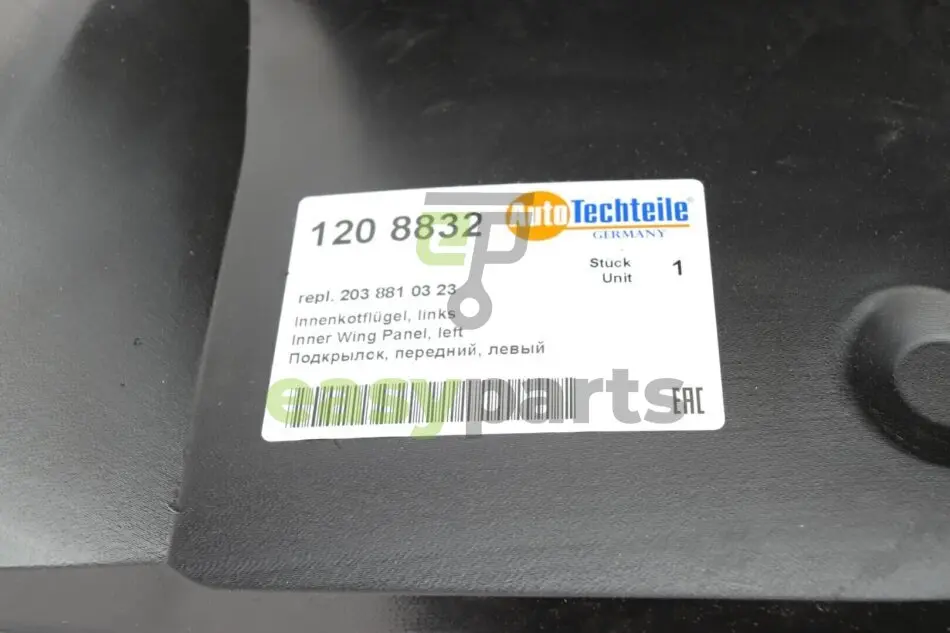 120 8832
AutoTechteile®
GERMANY
Stuck 1
Unit
repl. 203 881 03 23
Innenkotflügel, links
Inner Wing Panel, left
Подкрылок, передний, левый
easyparts
EAC